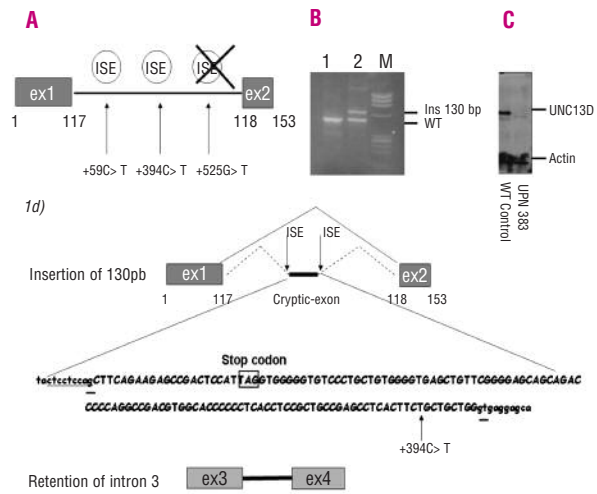 A
B
C
ISE ISE ISE
ex1 ex2
1 117 118 153
+59C> T +394C> T +525G> T
1 2 M
Ins 130 bp
WT
UNC13D
Actin
WT Control
UPN 383
1d)
ISE ISE
Insertion of 130pb
ex1 ex2
1 117 Cryptic-exon 118 153
Stop codon
tactcctccagCTTCAGAAGAGCCGACTCCATTAGGTGGGGGTGTCCCTGCTGTGGGGTGAGCTGTTCGGGGAGCAGCAGAC
CCCCAGGCCGACGTGGCACCCCCCTCACCTCCGCTGCCGAGCCTCACTTCTGCTGCTGGgtgaggagca
+394C> T
Retention of intron 3
ex3 ex4